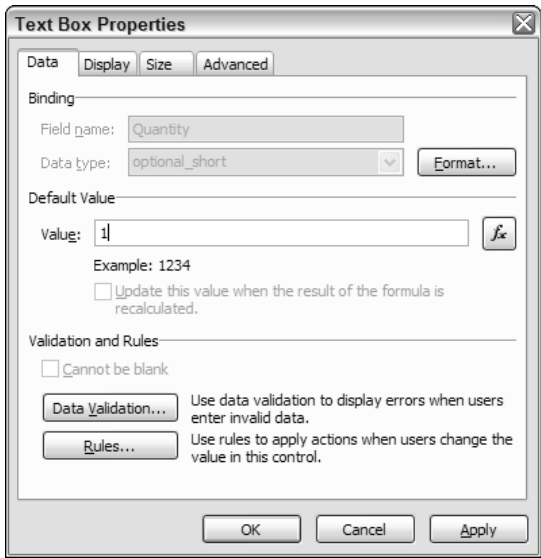 Text Box Properties
Data Display Size Advanced
Binding
Field name: Quantity
Data type: optional_short Format...
Default Value
Value: 1 fx
Example: 1234
Update this value when the result of the formula is
recalculated.
Validation and Rules
Cannot be blank
Data Validation... Use data validation to display errors when users
enter invalid data.
Rules... Use rules to apply actions when users change the
value in this control.
OK Cancel Apply